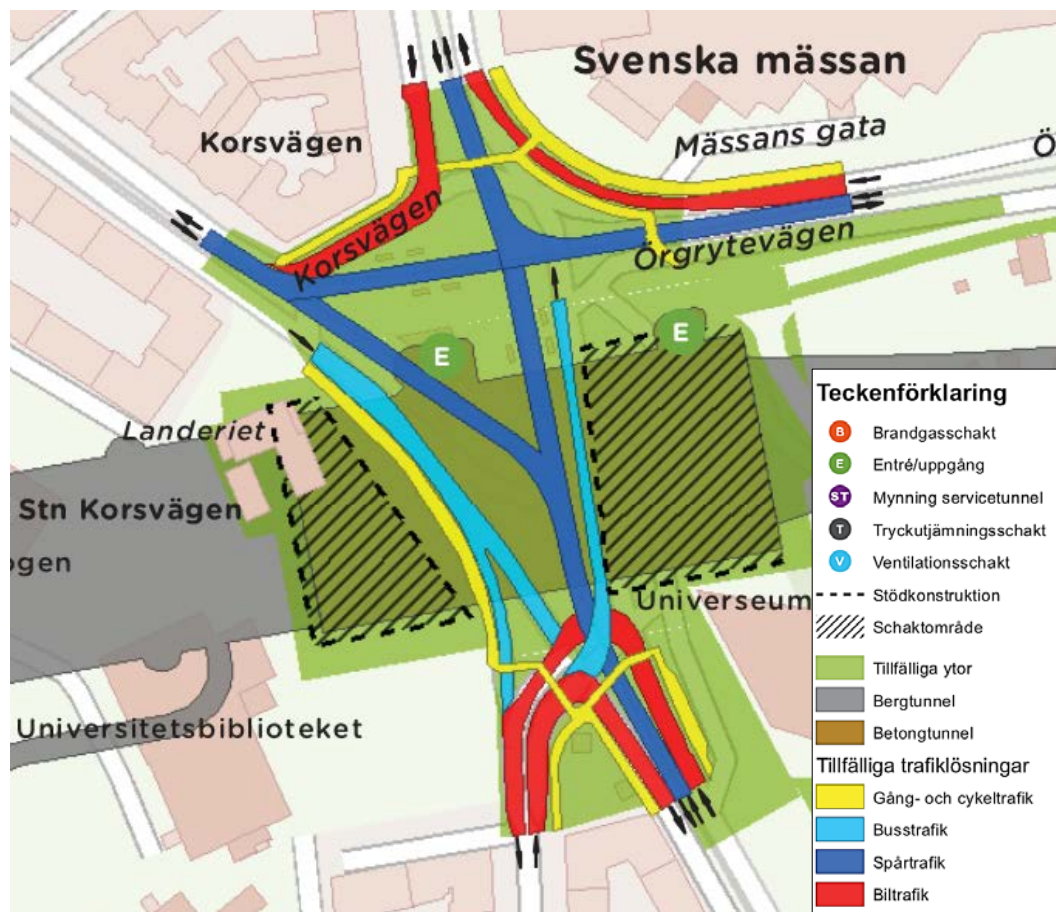 Svenska mässan
Korsvägen
Mässans gata
Ö
Korsvägen
Örgrytevägen
E
E
Landeriet
Stn Korsvägen
ogen
Universeum
Universitetsbiblioteket
Teckenförklaring
B Brandgasschakt
E Entré/uppgång
ST Mynning servicetunnel
T Tryckutjämningsschakt
V Ventilationsschakt
Stödkonstruktion
Schaktområde
Tillfälliga ytor
Bergtunnel
Betongtunnel
Tillfälliga trafiklösningar
Gång- och cykeltrafik
Busstrafik
Spårtrafik
Biltrafik